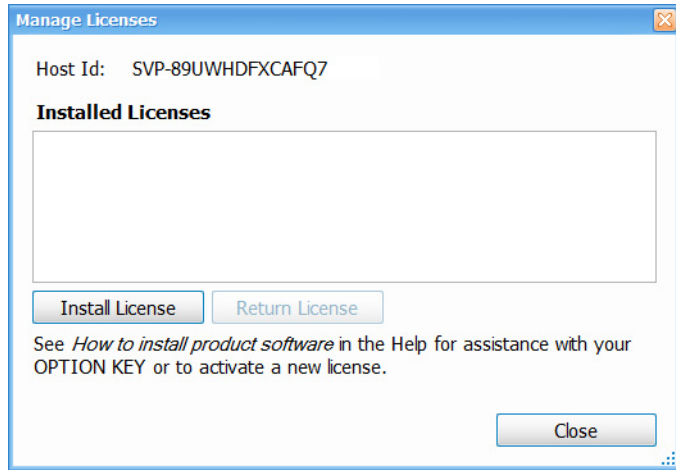 Manage Licenses
Host Id: SVP-89UWHDFXCAFQ7
Installed Licenses
Install License Return License
See How to install product software in the Help for assistance with your
OPTION KEY or to activate a new license.
Close